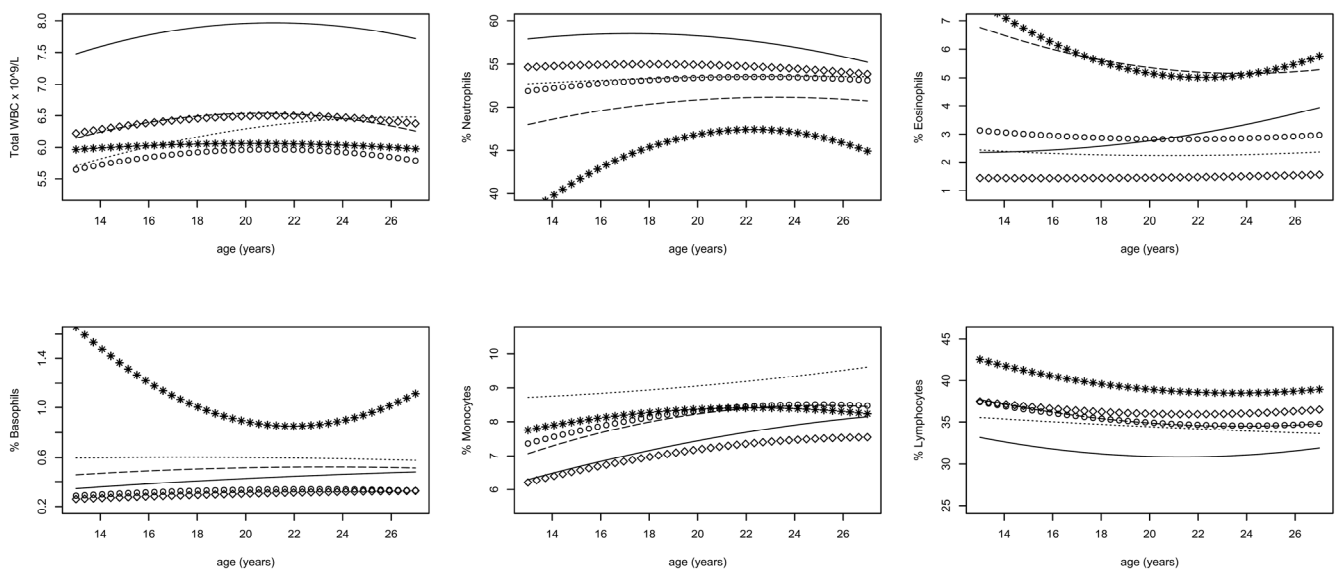 Total WBC x 10^9/L
8.0
7.5
7.0
6.5
6.0
5.5
14 16 18 20 22 24 26
age (years)
% Neutrophils
60
55
50
45
40
14 16 18 20 22 24 26
age (years)
% Eosinophils
7
6
5
4
3
2
1
14 16 18 20 22 24 26
age (years)
% Basophils
1.4
1.0
0.6
0.2
14 16 18 20 22 24 26
age (years)
% Monocytes
10
9
8
7
6
14 16 18 20 22 24 26
age (years)
% Lymphocytes
45
40
35
30
25
14 16 18 20 22 24 26
age (years)